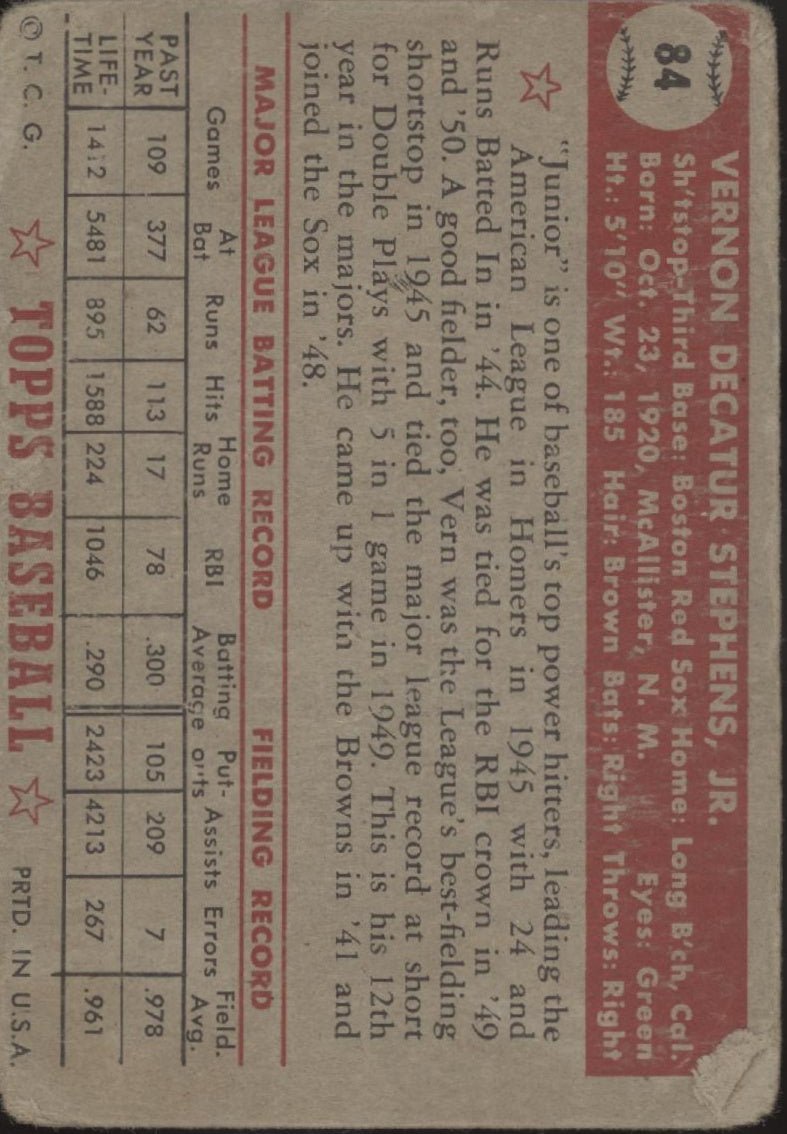 84
VERNON DECATUR STEPHENS, JR.
Sh'tstop-Third Base: Boston Red Sox Home: Long B'ch, Cal.
Born: Oct. 23, 1920, McAllister, N. M. Eyes: Green
Ht.: 5'10" Wt.: 185 Hair: Brown Bats: Right Throws: Right
"Junior" is one of baseball's top power hitters, leading the
American League in Homers in 1945 with 24 and
Runs Batted In in '44. He was tied for the RBI crown in '49
and '50. A good fielder, too, Vern was the League's best-fielding
shortstop in 1945 and tied the major league record at short
for Double Plays with 5 in 1 game in 1949. This is his 12th
year in the majors. He came up with the Browns in '41 and
joined the Sox in '48.
MAJOR LEAGUE BATTING RECORD FIELDING RECORD
Games At Bat Runs Hits Home Runs RBI Batting Average Put-outs Assists Errors Field. Avg.
PAST YEAR 109 377 62 113 17 78 .300 105 209 7 .978
LIFE-TIME 1412 5481 895 1588 224 1046 .290 2423 4213 267 .961
© T. C. G. TOPPS BASEBALL PRTD. IN U.S.A.